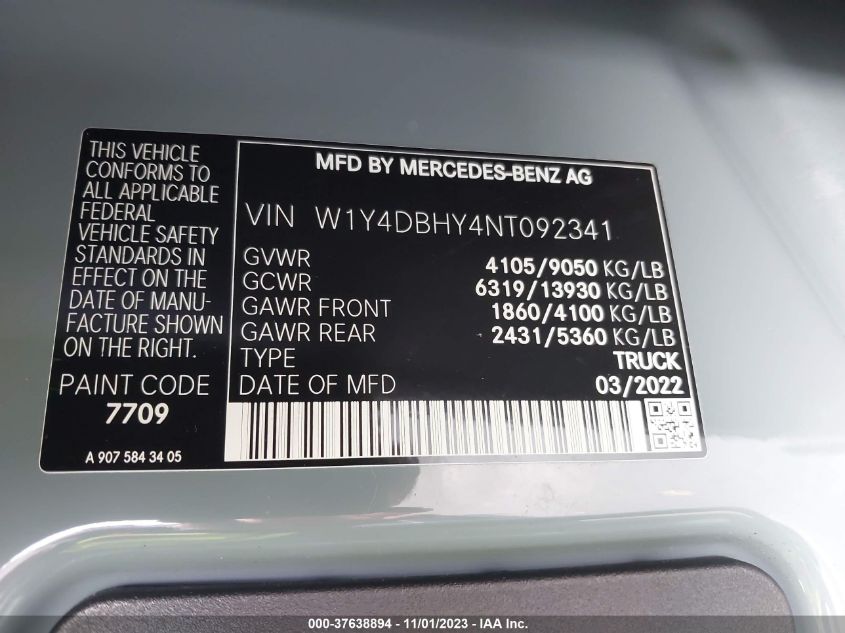 THIS VEHICLE
CONFORMS TO
ALL APPLICABLE
FEDERAL
VEHICLE SAFETY
STANDARDS IN
EFFECT ON THE
DATE OF MANU-
FACTURE SHOWN
ON THE RIGHT.
PAINT CODE
7709
A 907 584 34 05
MFD BY MERCEDES-BENZ AG
VIN W1Y4DBHY4NT092341
GVWR 4105/9050 KG/LB
GCWR 6319/13930 KG/LB
GAWR FRONT 1860/4100 KG/LB
GAWR REAR 2431/5360 KG/LB
TYPE TRUCK
DATE OF MFD 03/2022
000-37638894 - 11/01/2023 - IAA Inc.